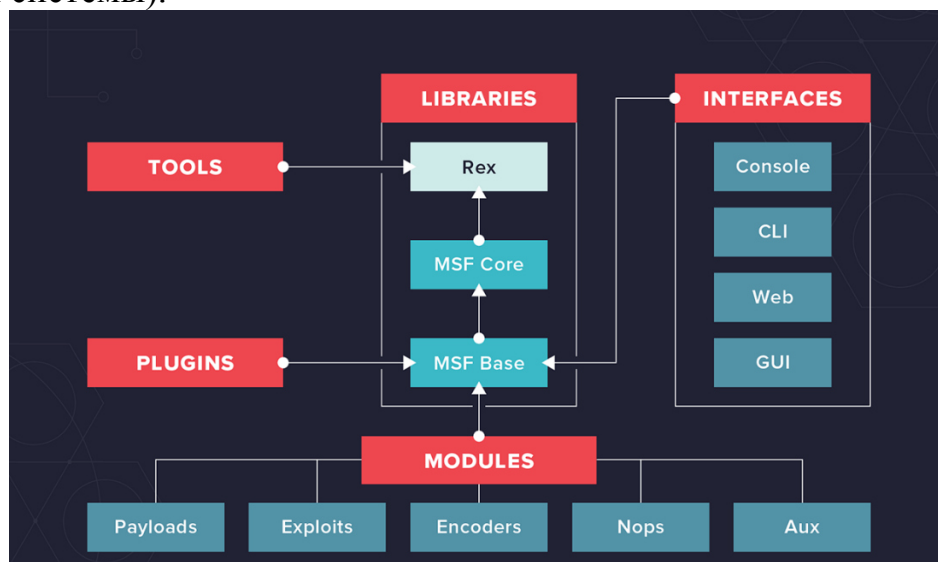 системы).
LIBRARIES
INTERFACES
TOOLS
Rex
Console
CLI
MSF Core
Web
PLUGINS
MSF Base
GUI
MODULES
Payloads
Exploits
Encoders
Nops
Aux